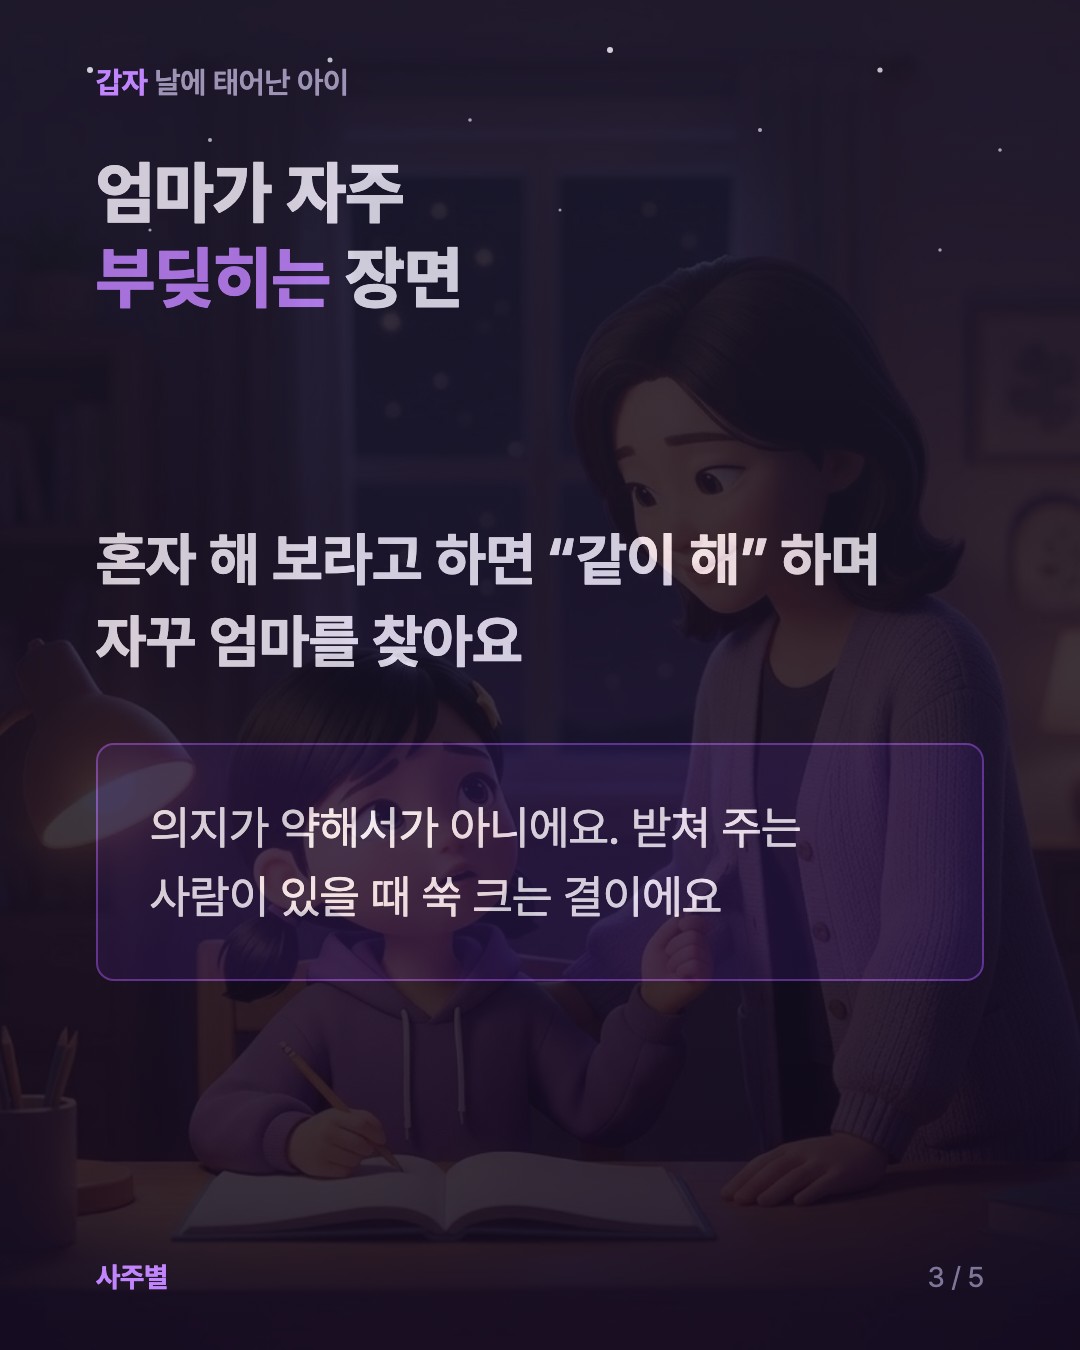 갑자 날에 태어난 아이
엄마가 자주
부딪히는 장면
혼자 해 보라고 하면 “같이 해” 하며
자꾸 엄마를 찾아요
의지가 약해서가 아니에요. 받쳐 주는
사람이 있을 때 쑥 크는 결이에요
사주별
3 / 5